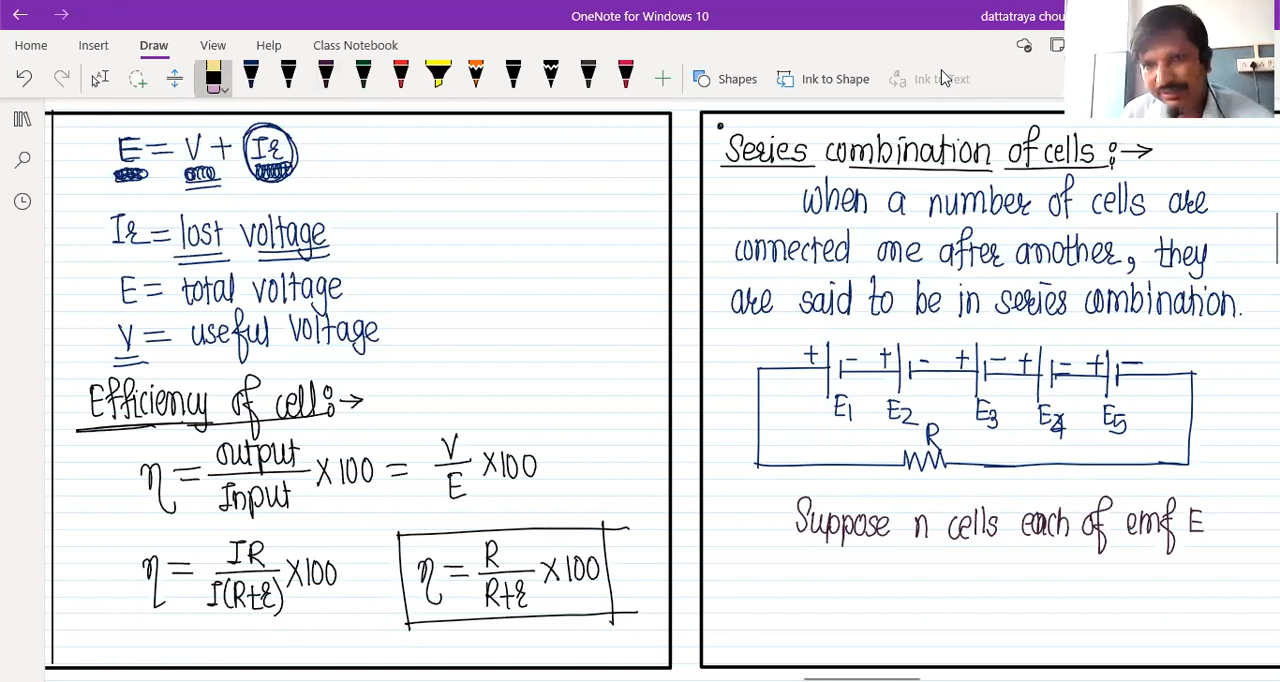 OneNote for Windows 10
dattatraya chou
Home Insert Draw View Help Class Notebook
Shapes Ink to Shape Ink to Text
E = V + Ir
Ir = lost voltage
E = total voltage
V = useful voltage
Efficiency of cell :→
η = output / Input × 100 = V / E × 100
η = IR / I(R+r) × 100
η = R / R+r × 100
Series combination of cells :→
when a number of cells are
connected one after another, they
are said to be in series combination.
+ − + − + − + − + −
E1 E2 E3 E4 E5
R
Suppose n cells each of emf E